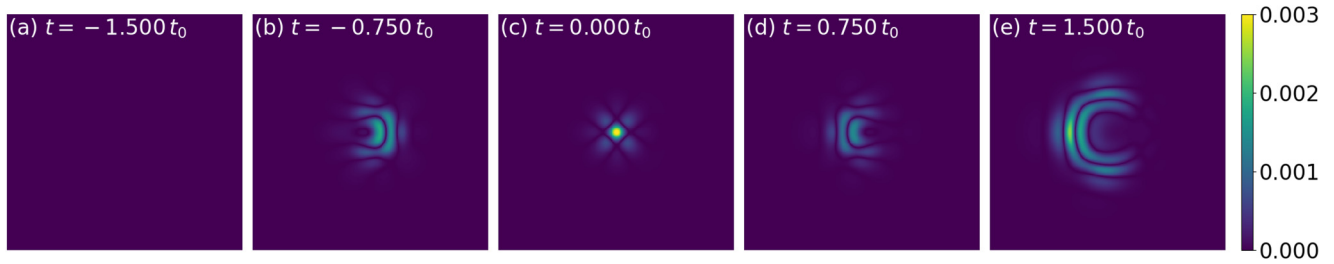 (a) t = −1.500 t₀
(b) t = −0.750 t₀
(c) t = 0.000 t₀
(d) t = 0.750 t₀
(e) t = 1.500 t₀
0.003
0.002
0.001
0.000